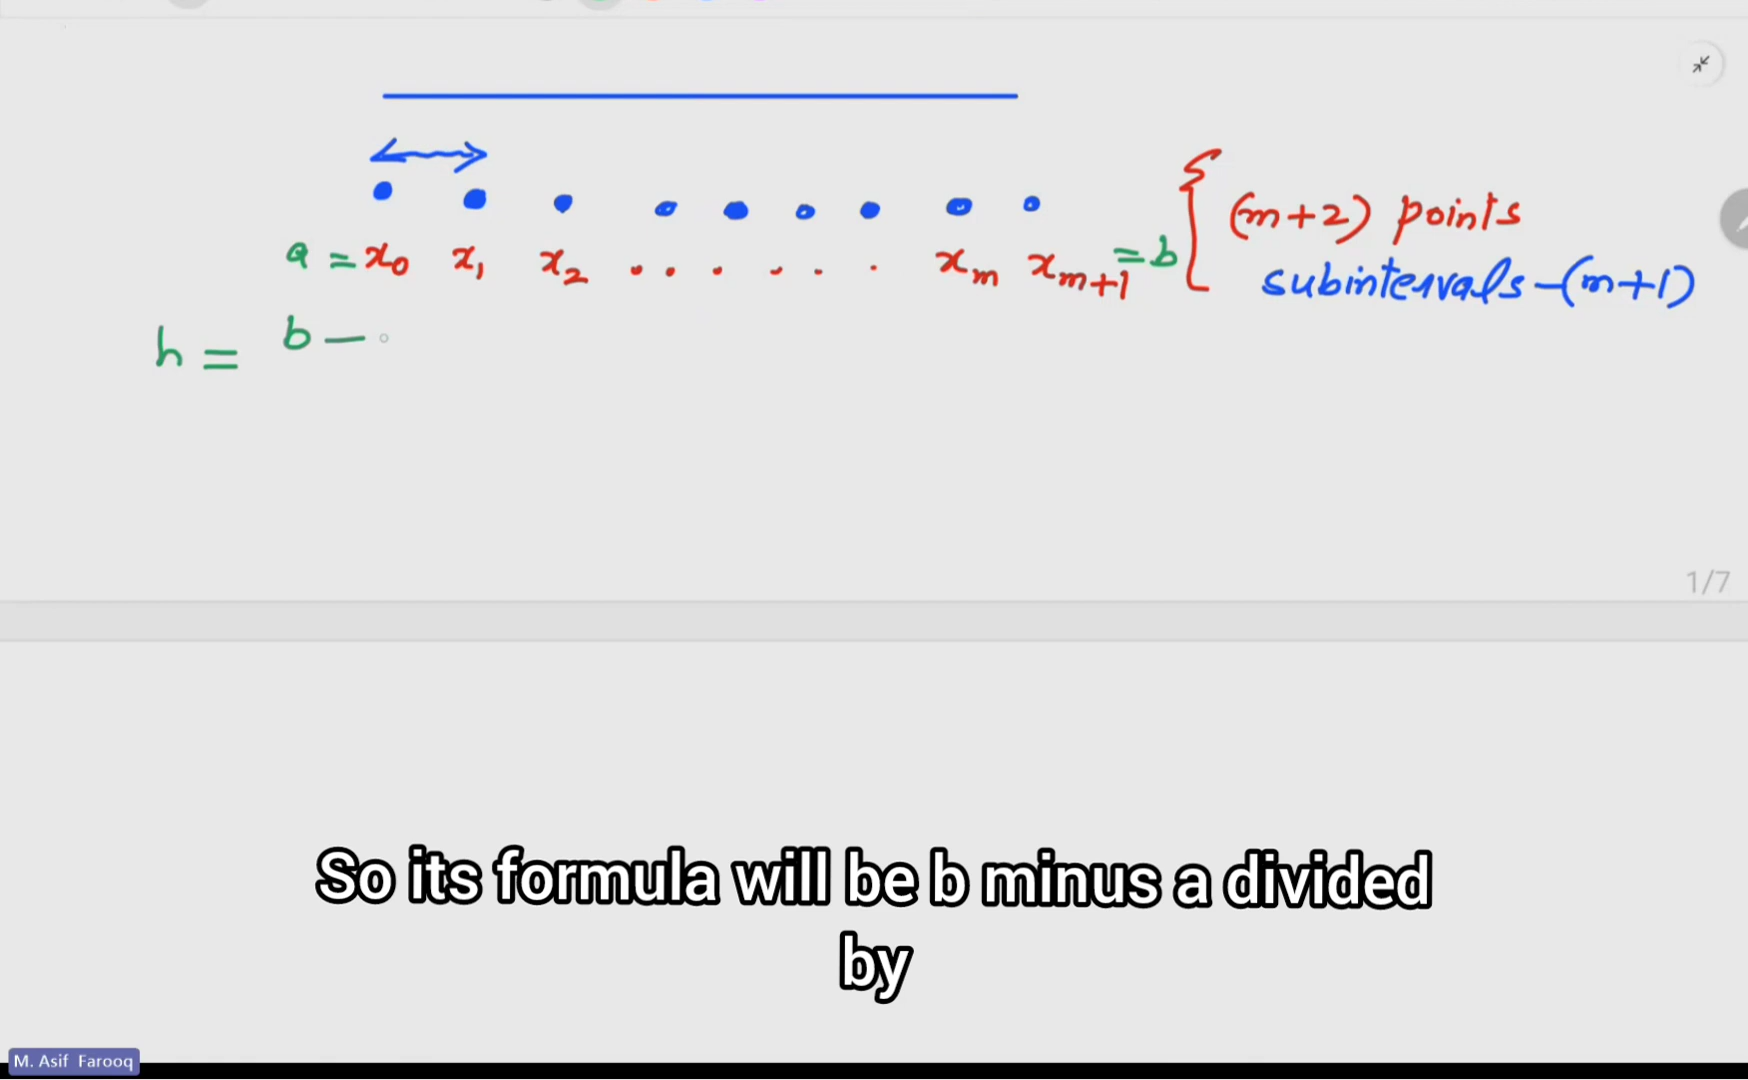 (m+2) points
a = x₀ x₁ x₂ . . . . . . xₘ xₘ₊₁ = b
subintervals - (m+1)
h = b -
1/7
So its formula will be b minus a divided
by
M. Asif Farooq